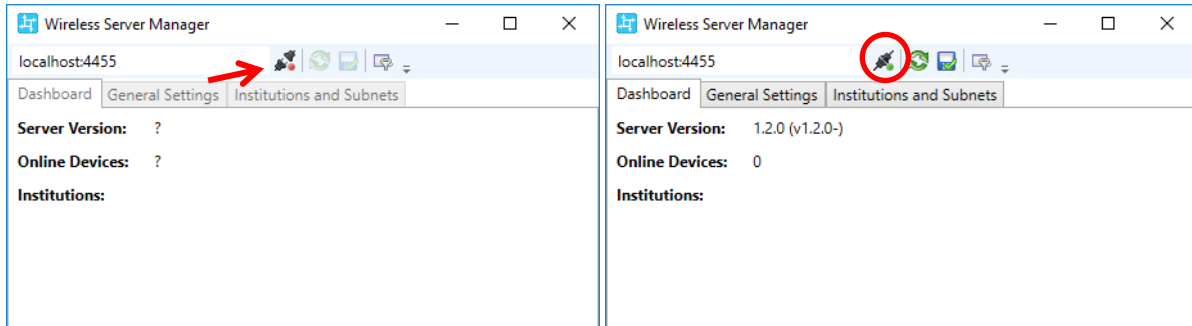 Wireless Server Manager
localhost:4455
Dashboard General Settings Institutions and Subnets
Server Version: ?
Online Devices: ?
Institutions:
Wireless Server Manager
localhost:4455
Dashboard General Settings Institutions and Subnets
Server Version: 1.2.0 (v1.2.0-)
Online Devices: 0
Institutions: